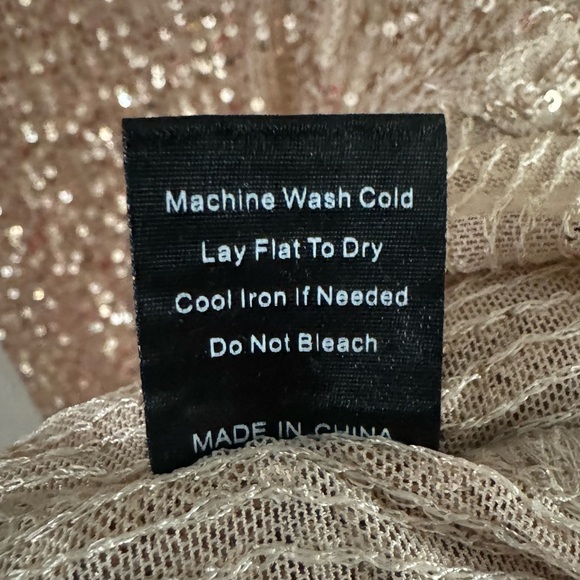 Machine Wash Cold
Lay Flat To Dry
Cool Iron If Needed
Do Not Bleach
MADE IN CHINA